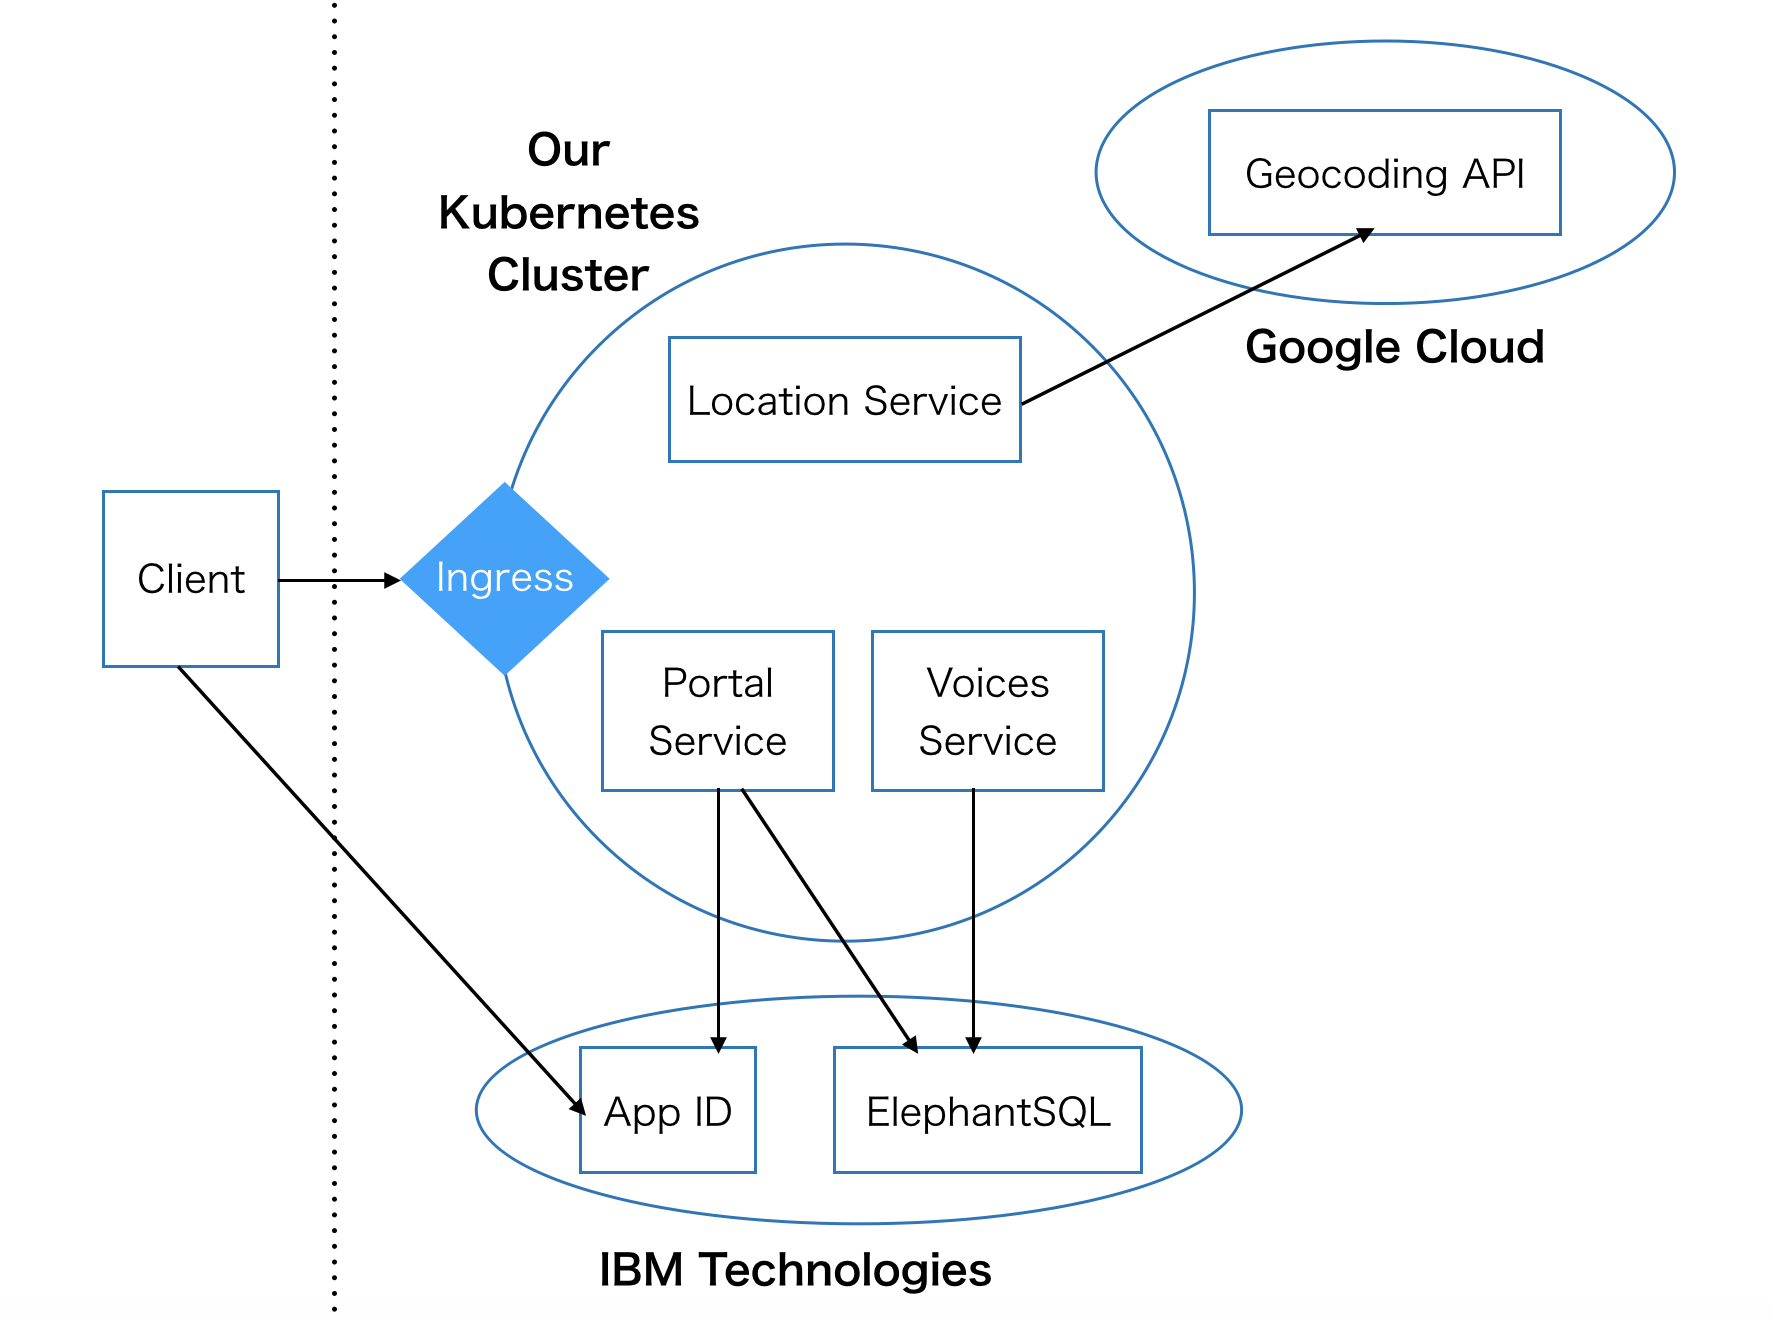 Our
Kubernetes
Cluster
Geocoding API
Google Cloud
Location Service
Client
Ingress
Portal
Service
Voices
Service
App ID
ElephantSQL
IBM Technologies